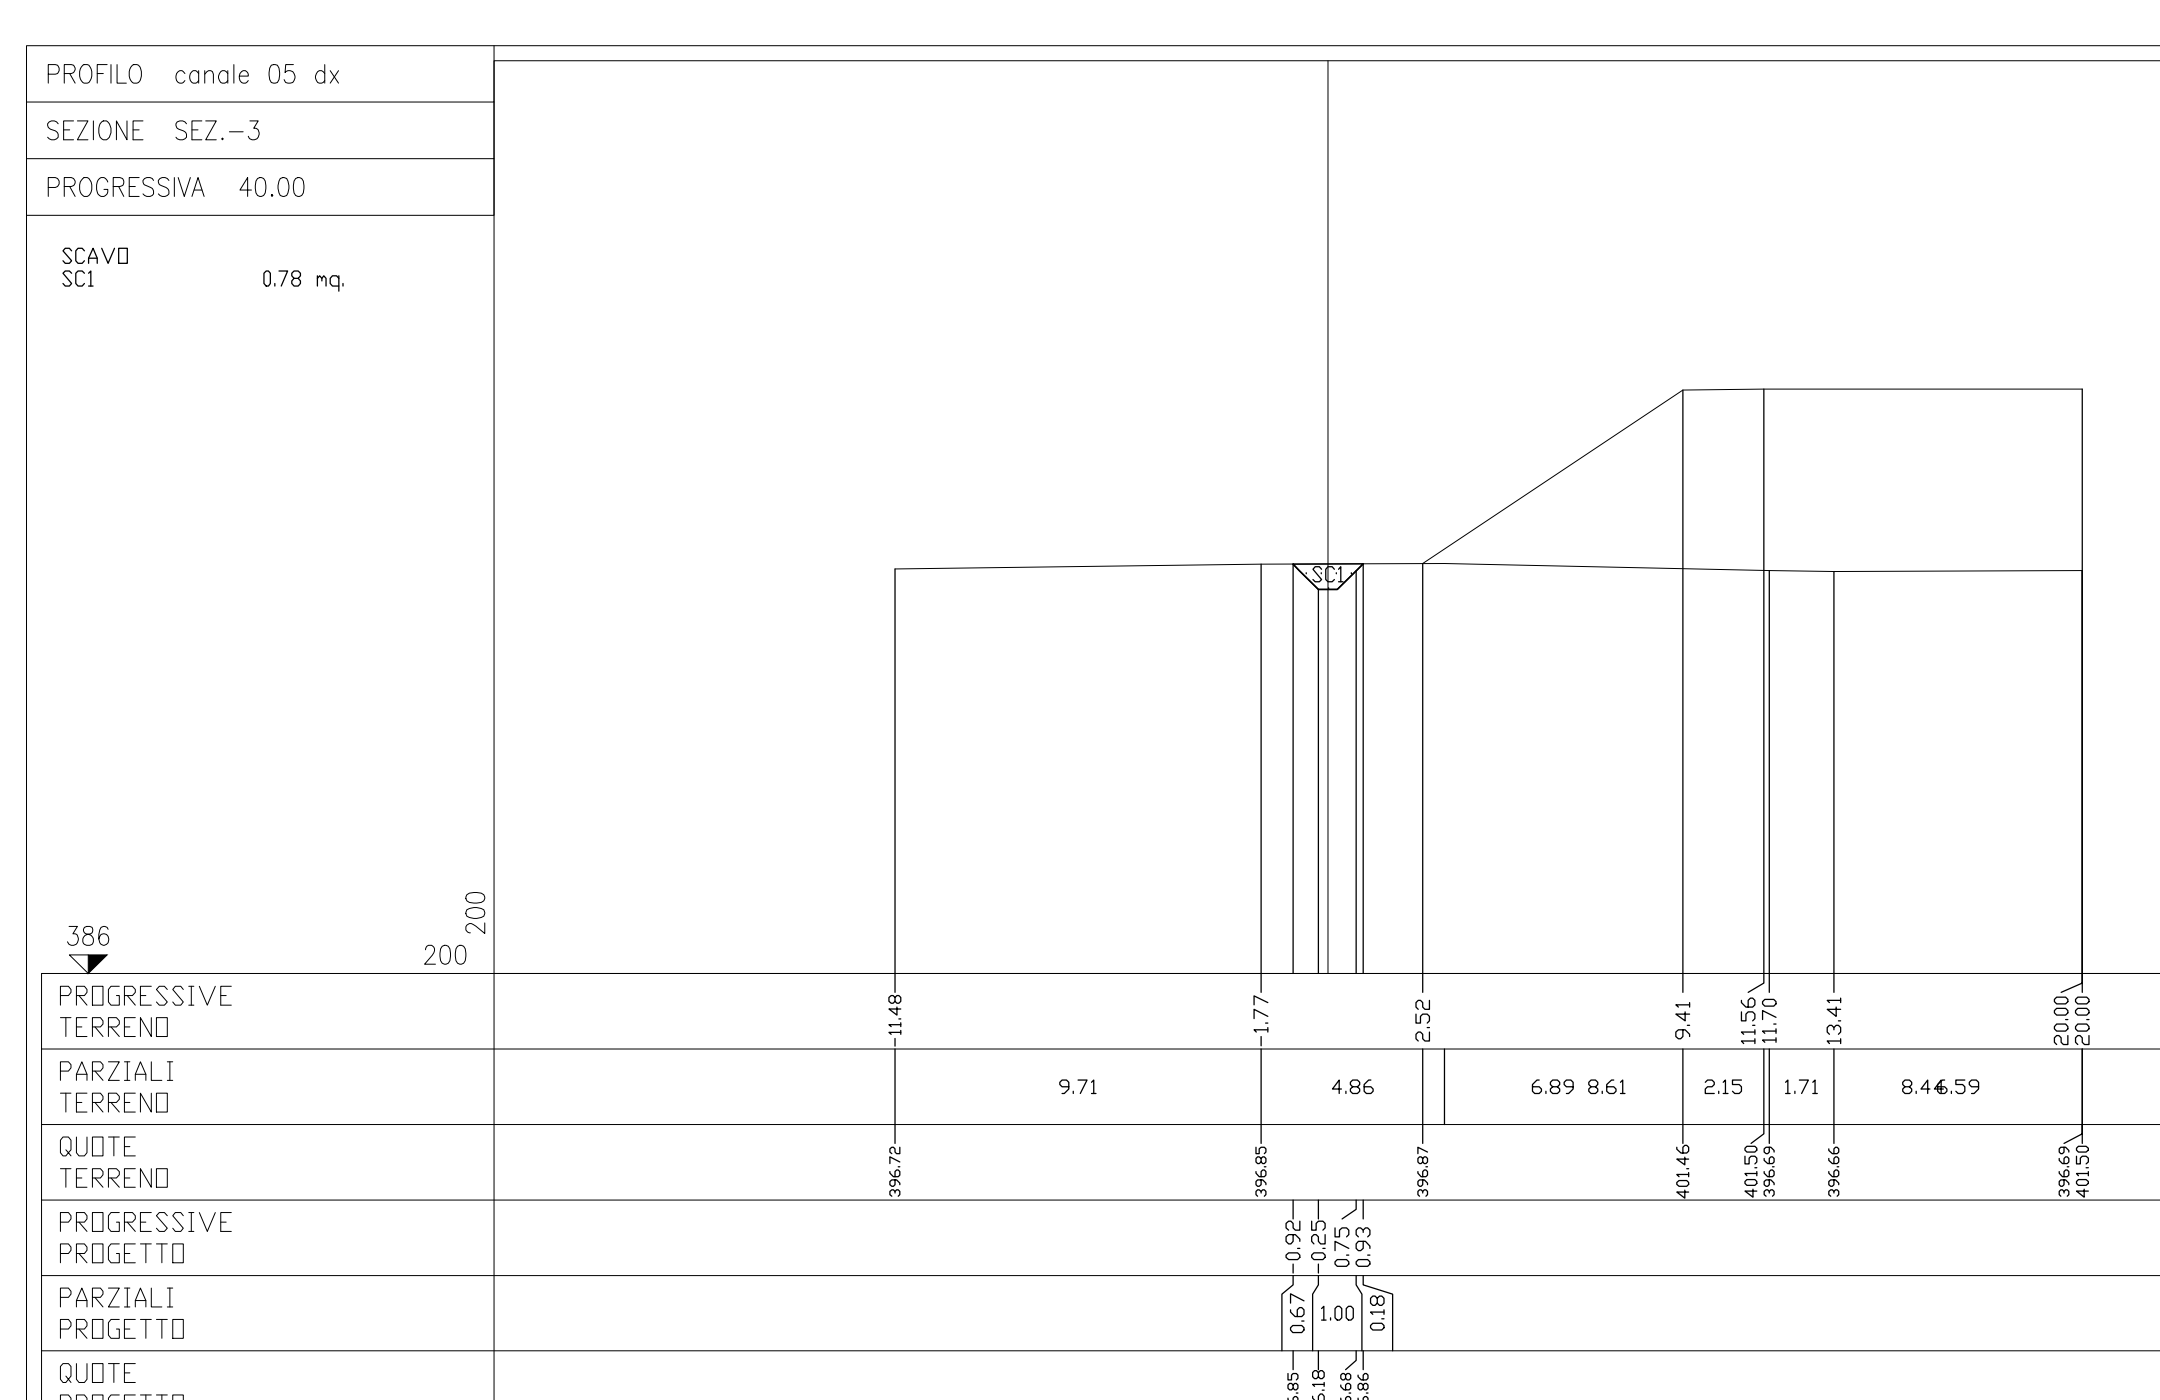 PROFILO canale 05 dx
SEZIONE SEZ.-3
PROGRESSIVA 40.00
SCAVO
SC1 0.78 mq.
SC1
200
386
200
PROGRESSIVE
TERRENO
-11.48 -1.77 2.52 9.41 11.56 11.70 13.41 20.00 20.00
PARZIALI
TERRENO
9.71 4.86 6.89 8.61 2.15 1.71 8.44 6.59
QUOTE
TERRENO
396.72 396.85 396.87 401.46 401.50 396.69 396.66 396.69 401.50
PROGRESSIVE
PROGETTO
-0.92 -0.25 0.75 0.93
PARZIALI
PROGETTO
0.67 1.00 0.18
QUOTE